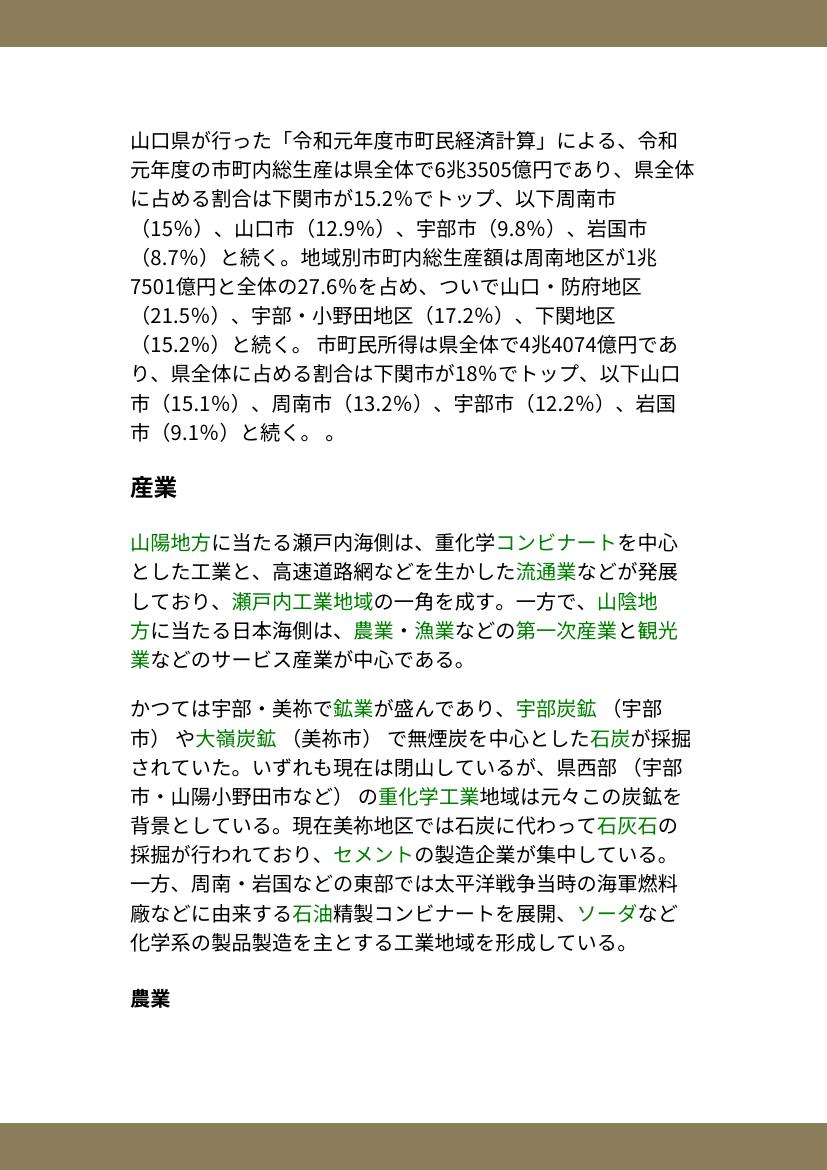 山口県が行った「令和元年度市町民経済計算」による、令和
元年度の市町内総生産は県全体で6兆3505億円であり、県全体
に占める割合は下関市が15.2%でトップ、以下周南市
（15%）、山口市（12.9%）、宇部市（9.8%）、岩国市
（8.7%）と続く。地域別市町内総生産額は周南地区が1兆
7501億円と全体の27.6%を占め、ついで山口・防府地区
（21.5%）、宇部・小野田地区（17.2%）、下関地区
（15.2%）と続く。 市町民所得は県全体で4兆4074億円であ
り、県全体に占める割合は下関市が18%でトップ、以下山口
市（15.1%）、周南市（13.2%）、宇部市（12.2%）、岩国
市（9.1%）と続く。 。
産業
山陽地方に当たる瀬戸内海側は、重化学コンビナートを中心
とした工業と、高速道路網などを生かした流通業などが発展
しており、瀬戸内工業地域の一角を成す。一方で、山陰地
方に当たる日本海側は、農業・漁業などの第一次産業と観光
業などのサービス産業が中心である。
かつては宇部・美祢で鉱業が盛んであり、宇部炭鉱 （宇部
市） や大嶺炭鉱 （美祢市） で無煙炭を中心とした石炭が採掘
されていた。いずれも現在は閉山しているが、県西部 （宇部
市・山陽小野田市など） の重化学工業地域は元々この炭鉱を
背景としている。現在美祢地区では石炭に代わって石灰石の
採掘が行われており、セメントの製造企業が集中している。
一方、周南・岩国などの東部では太平洋戦争当時の海軍燃料
廠などに由来する石油精製コンビナートを展開、ソーダなど
化学系の製品製造を主とする工業地域を形成している。
農業